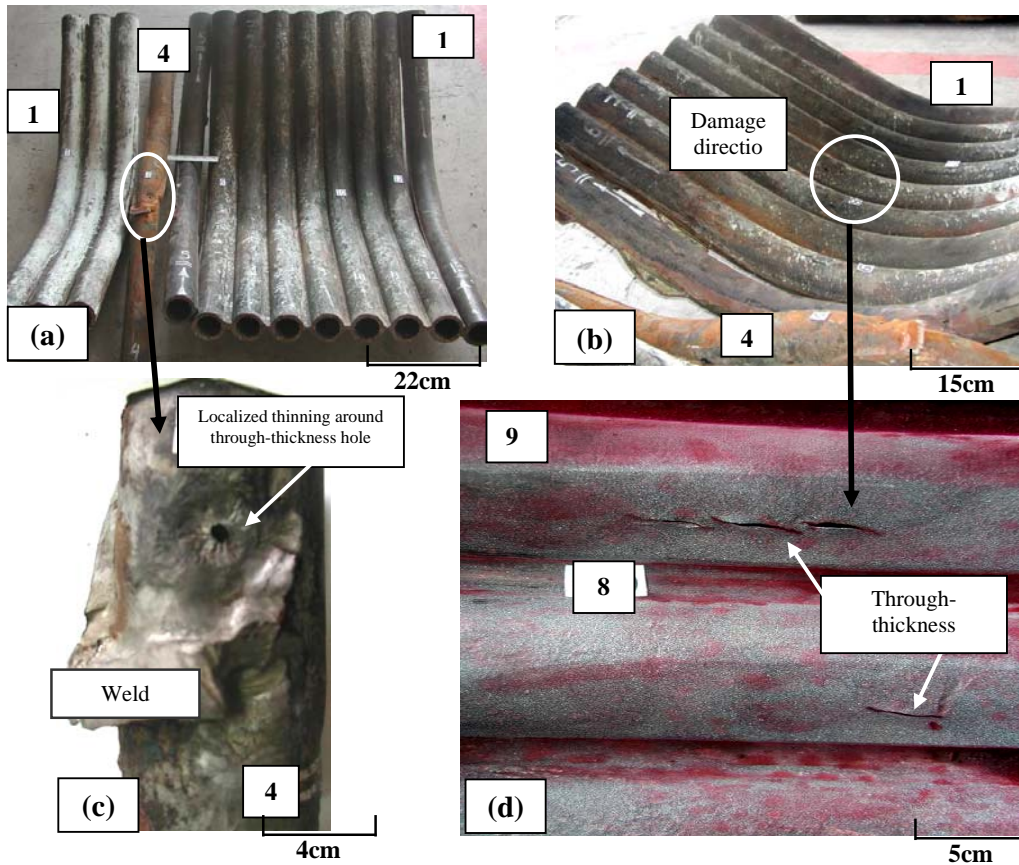 1
4
1
(a)
22cm
1
Damage
directio
4
(b)
15cm
Localized thinning around
through-thickness hole
Weld
(c)
4
4cm
9
8
Through-
thickness
(d)
5cm